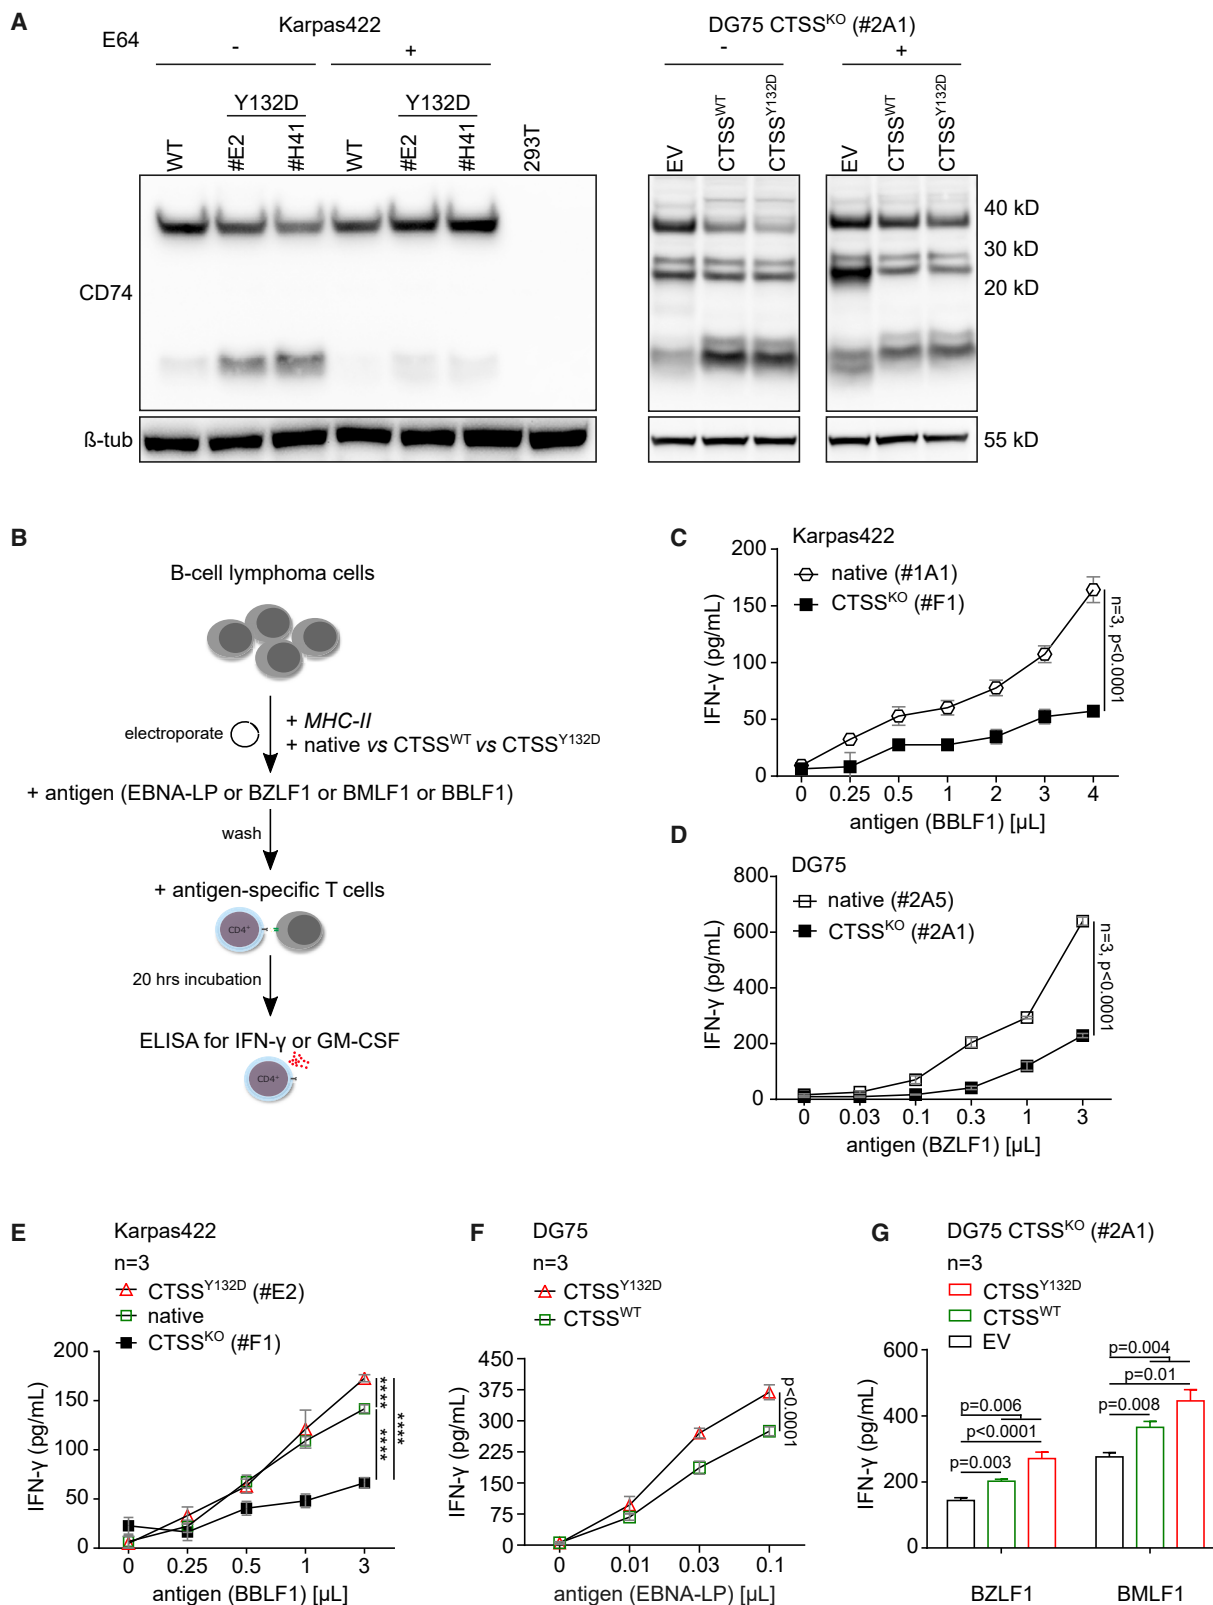 A
Karpas422
DG75 CTSSᴷᴼ (#2A1)
E64
-
+
-
+
Y132D
Y132D
WT
#E2
#H41
WT
#E2
#H41
293T
EV
CTSSᵂᵀ
CTSSY132D
EV
CTSSᵂᵀ
CTSSY132D
40 kD
30 kD
20 kD
CD74
ß-tub
55 kD
B
B-cell lymphoma cells
electroporate
+ MHC-II
+ native vs CTSSWT vs CTSSY132D
+ antigen (EBNA-LP or BZLF1 or BMLF1 or BBLF1)
wash
+ antigen-specific T cells
CD4+
20 hrs incubation
ELISA for IFN-γ or GM-CSF
CD4+
C
Karpas422
native (#1A1)
CTSSKO (#F1)
IFN-γ (pg/mL)
200
150
100
50
0
0 0.25 0.5 1 2 3 4
antigen (BBLF1) [µL]
n=3, p<0.0001
D
DG75
native (#2A5)
CTSSKO (#2A1)
IFN-γ (pg/mL)
800
600
400
200
0
0 0.03 0.1 0.3 1 3
antigen (BZLF1) [µL]
n=3, p<0.0001
E
Karpas422
n=3
CTSSY132D (#E2)
native
CTSSKO (#F1)
IFN-γ (pg/mL)
200
150
100
50
0
0 0.25 0.5 1 3
antigen (BBLF1) [µL]
****
****
****
F
DG75
n=3
CTSSY132D
CTSSWT
IFN-γ (pg/mL)
450
375
300
225
150
75
0
0 0.01 0.03 0.1
antigen (EBNA-LP) [µL]
p<0.0001
G
DG75 CTSSKO (#2A1)
n=3
CTSSY132D
CTSSWT
EV
IFN-γ (pg/mL)
600
400
200
0
p=0.006
p<0.0001
p=0.003
p=0.004
p=0.01
p=0.008
BZLF1 BMLF1